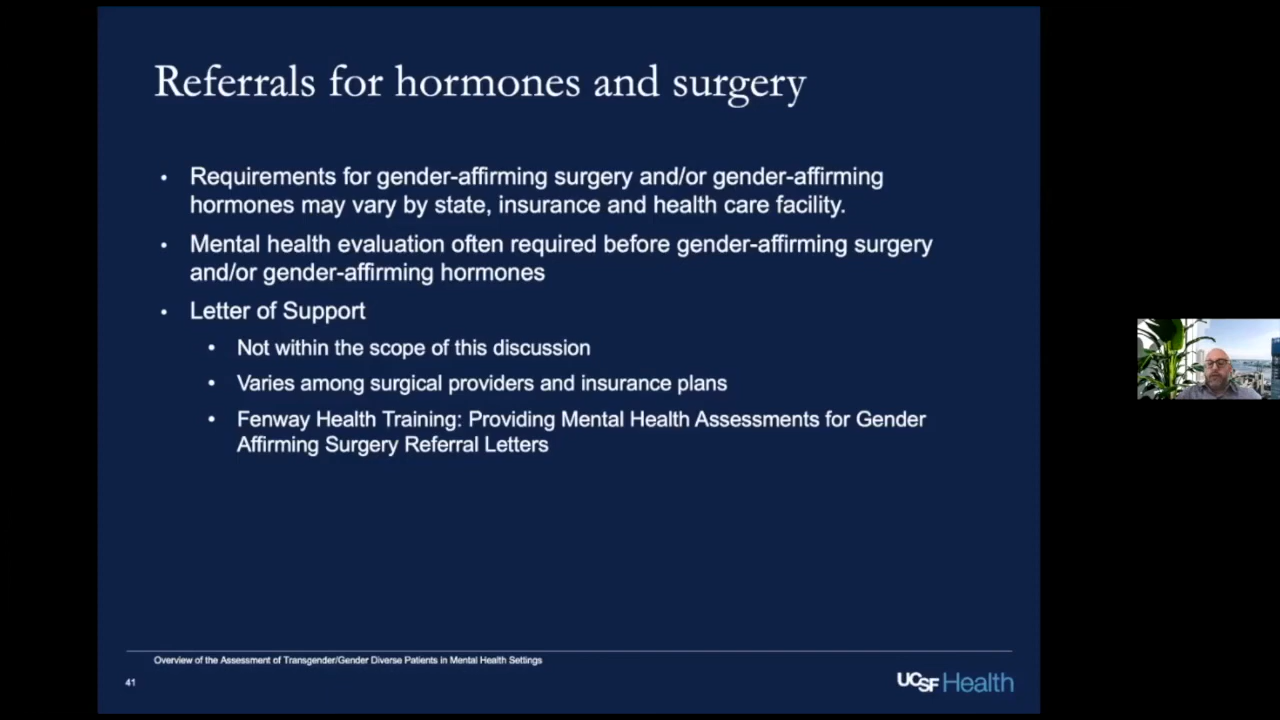 Referrals for hormones and surgery
• Requirements for gender-affirming surgery and/or gender-affirming
hormones may vary by state, insurance and health care facility.
• Mental health evaluation often required before gender-affirming surgery
and/or gender-affirming hormones
• Letter of Support
• Not within the scope of this discussion
• Varies among surgical providers and insurance plans
• Fenway Health Training: Providing Mental Health Assessments for Gender
Affirming Surgery Referral Letters
Overview of the Assessment of Transgender/Gender Diverse Patients in Mental Health Settings
41
UCSF Health